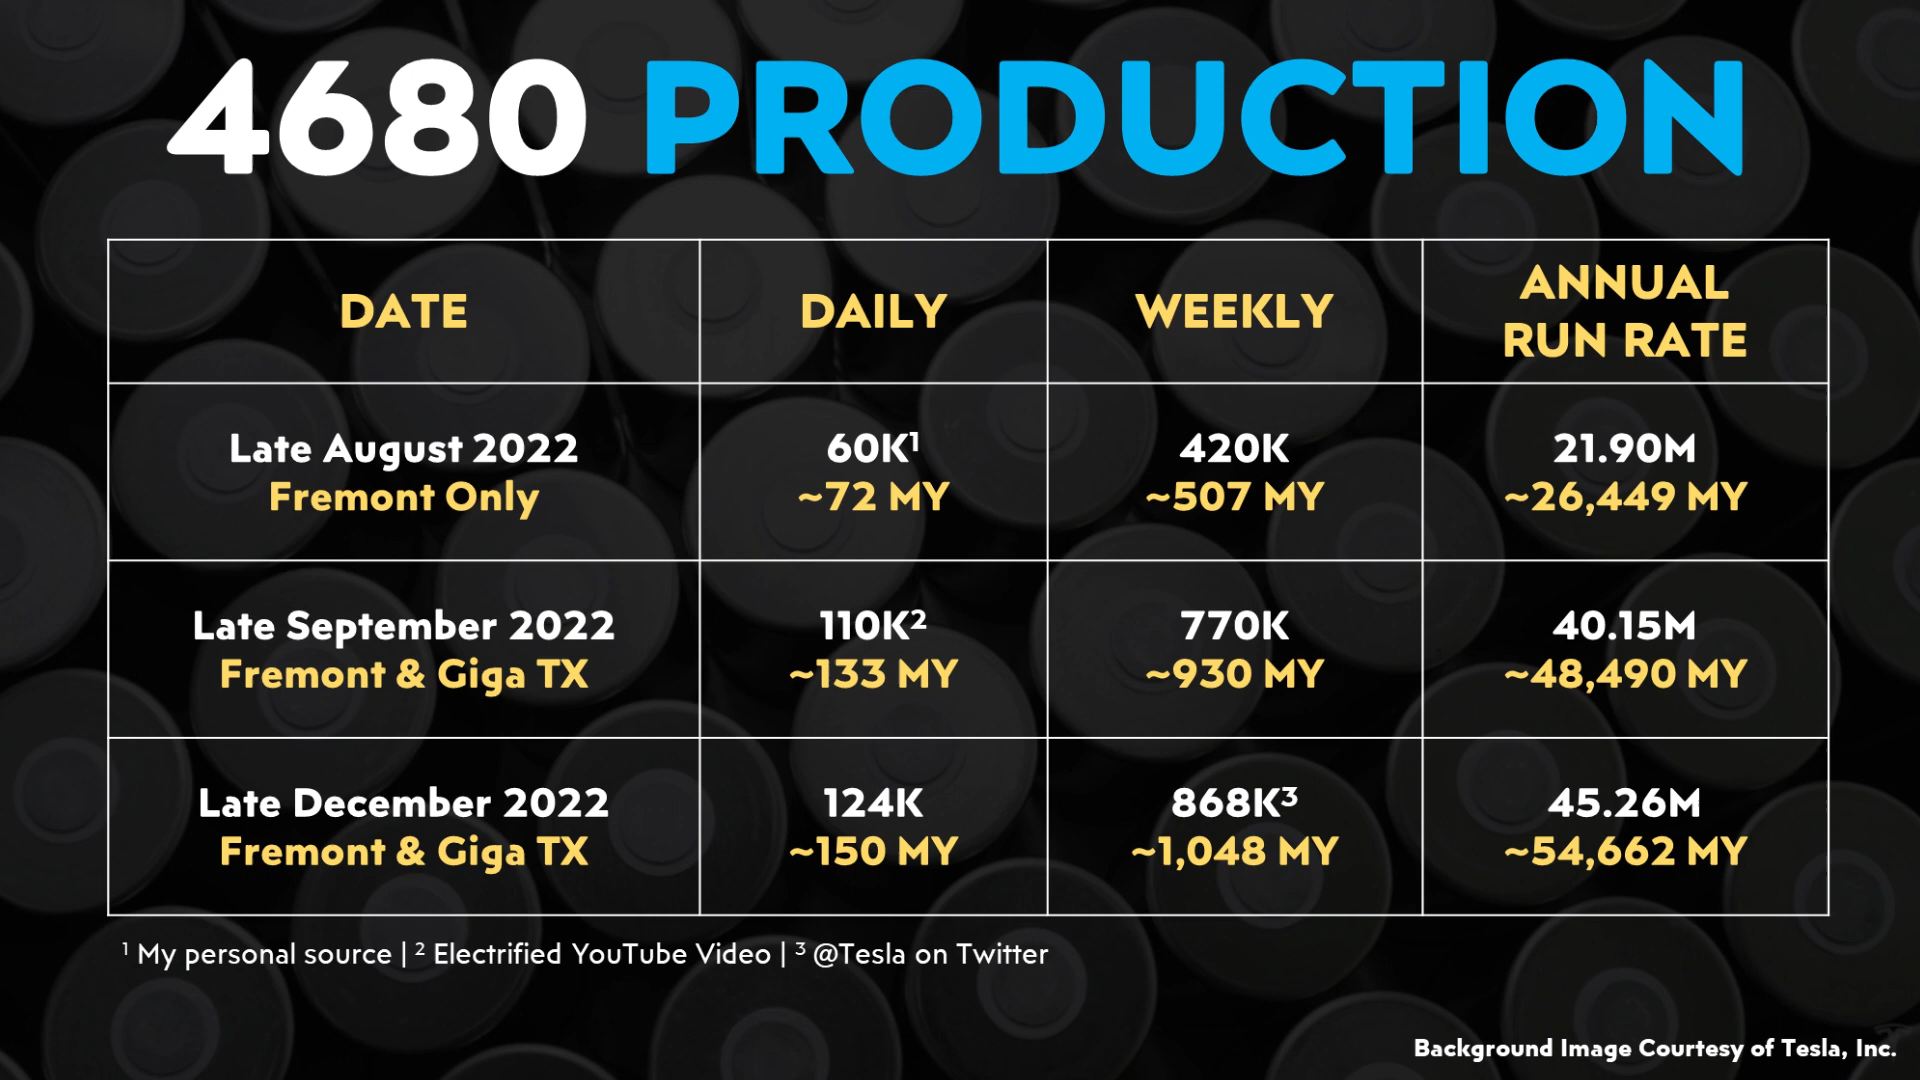 4680 PRODUCTION
DATE
DAILY
WEEKLY
ANNUAL
RUN RATE
Late August 2022
Fremont Only
60K¹
~72 MY
420K
~507 MY
21.90M
~26,449 MY
Late September 2022
Fremont & Giga TX
110K²
~133 MY
770K
~930 MY
40.15M
~48,490 MY
Late December 2022
Fremont & Giga TX
124K
~150 MY
868K³
~1,048 MY
45.26M
~54,662 MY
¹ My personal source | ² Electrified YouTube Video | ³ @Tesla on Twitter
Background Image Courtesy of Tesla, Inc.